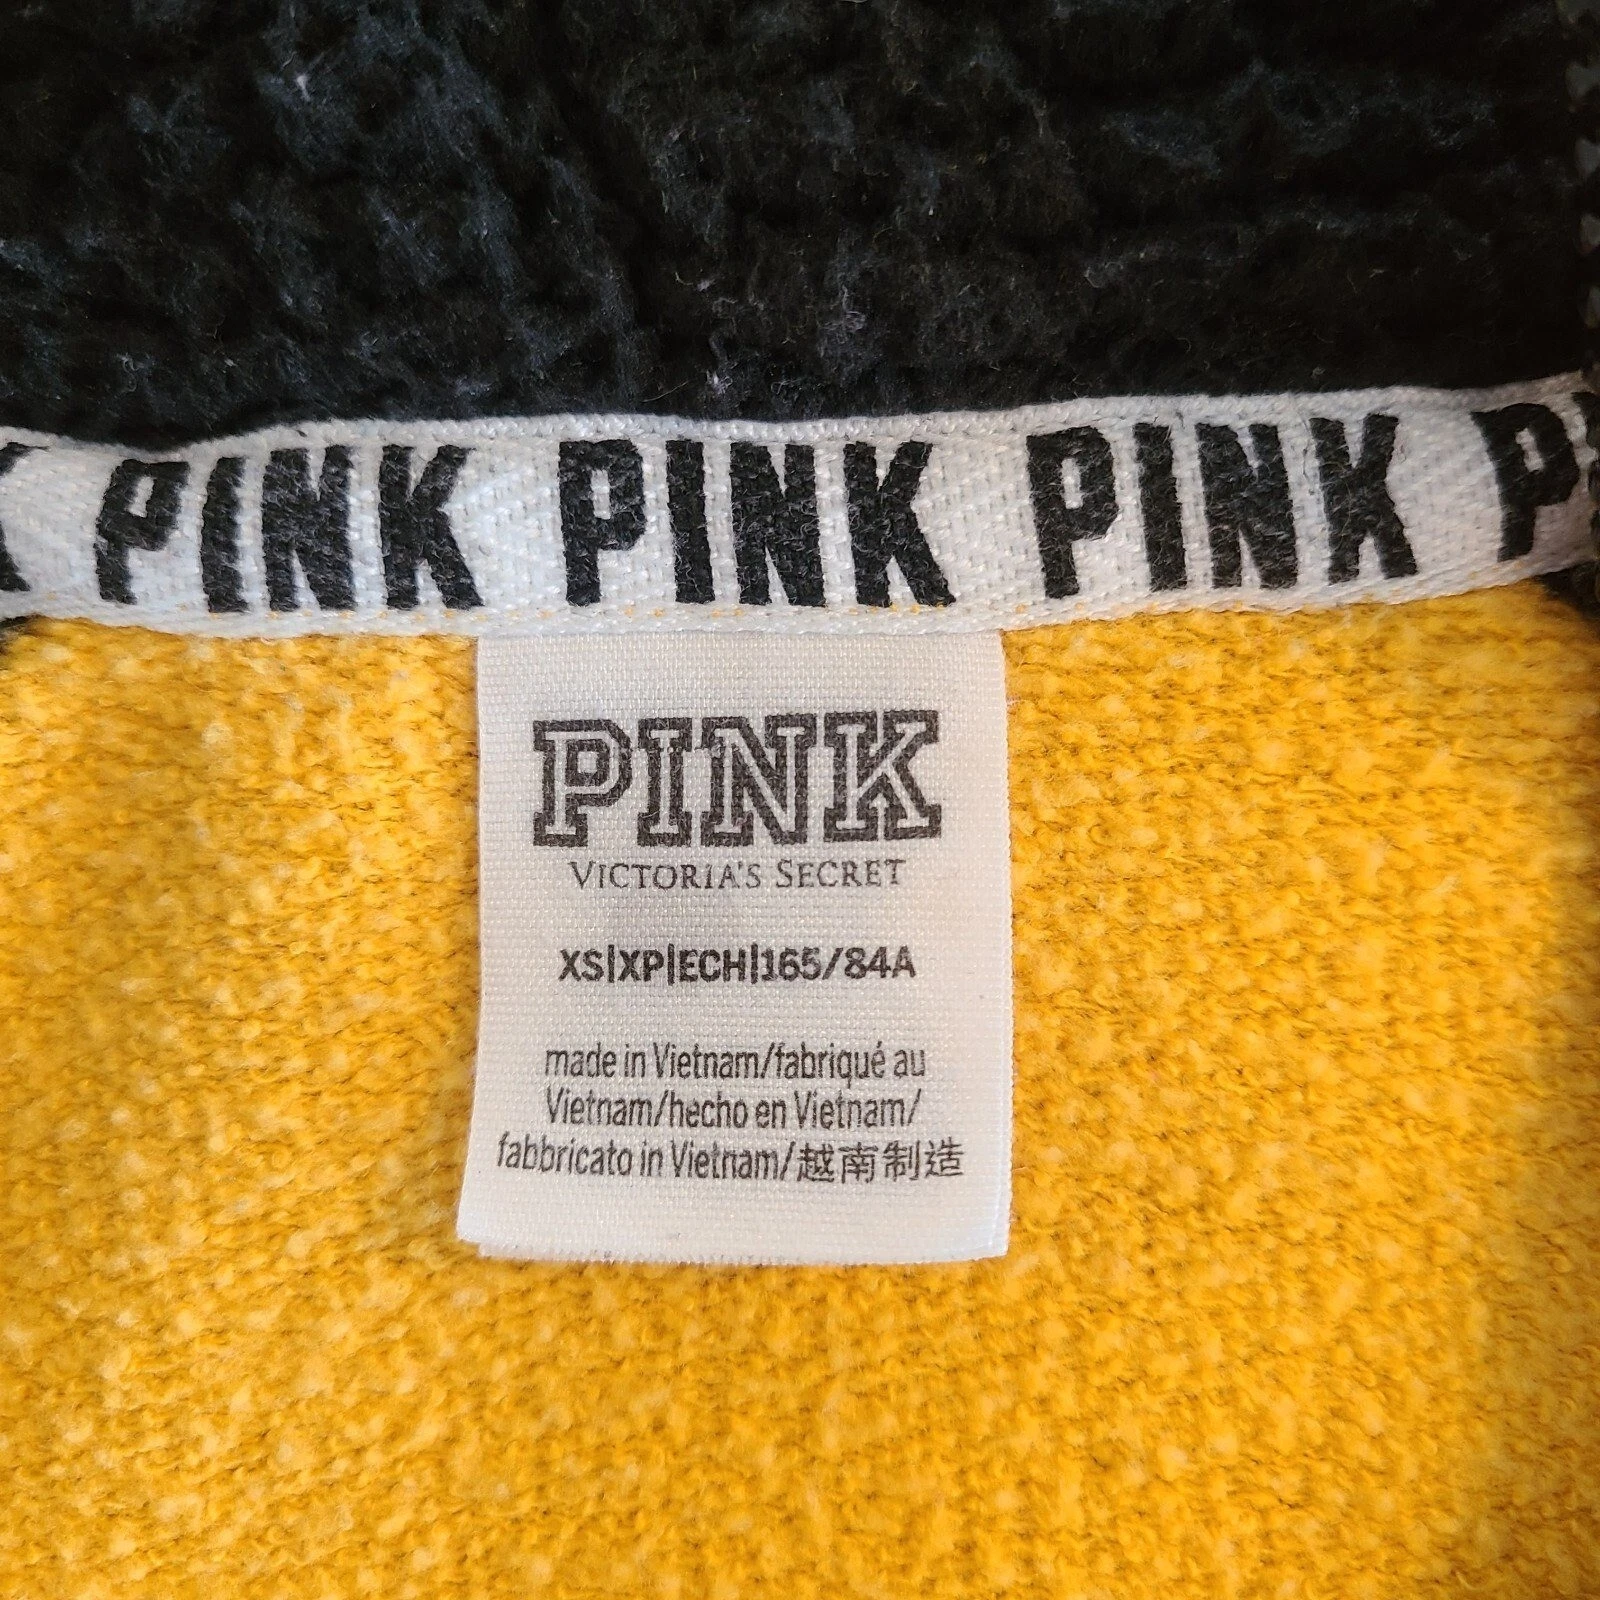 K PINK PINK PINK P
PINK
VICTORIA'S SECRET
XS|XP|ECH|165/84A
made in Vietnam/fabriqué au
Vietnam/hecho en Vietnam/
fabbricato in Vietnam/越南制造